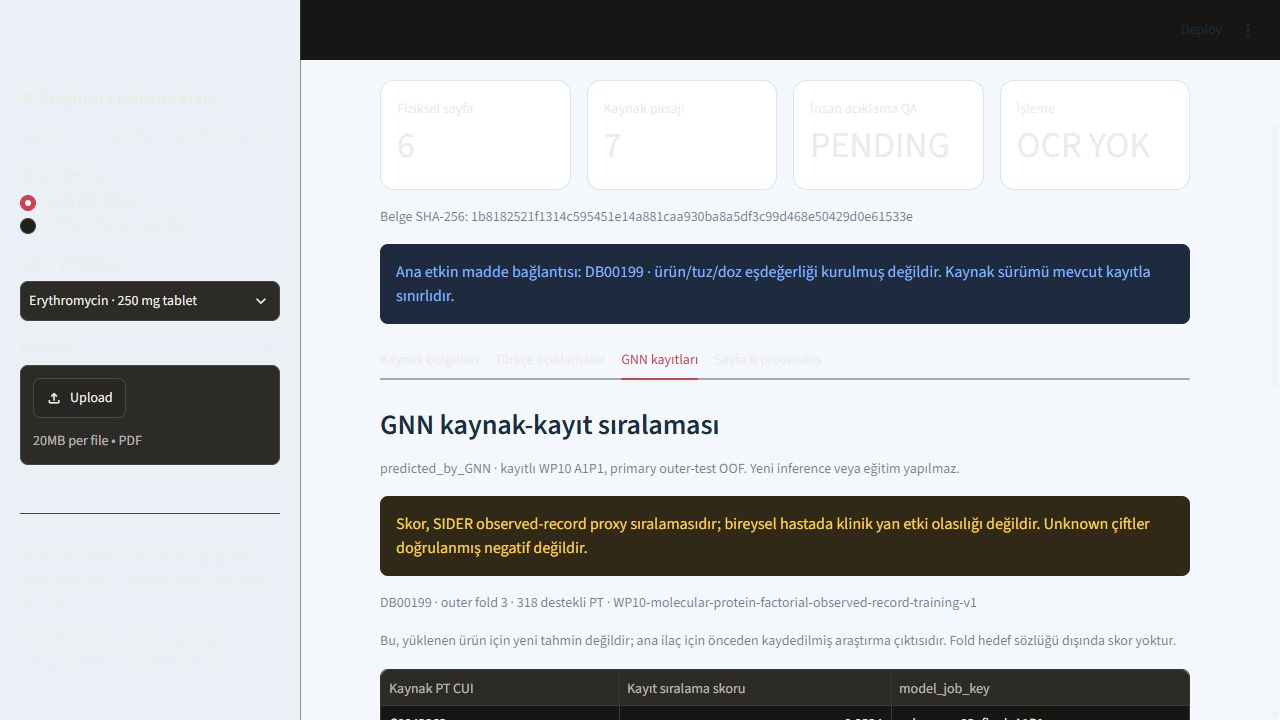 Deploy
Araştırma çalışma alanı
Çalışma modu
VERIFIED_DEMO
EXPERIMENTAL_UPLOAD
Kayıtlı prospektüs
Erythromycin · 250 mg tablet
PDF yükle
Upload
20MB per file • PDF
Fiziksel sayfa
6
Kaynak pasajı
7
İnsan açıklama QA
PENDING
İşleme
OCR YOK
Belge SHA-256: 1b8182521f1314c595451e14a881caa930ba8a5df3c99d468e50429d0e61533e
Ana etkin madde bağlantısı: DB00199 · ürün/tuz/doz eşdeğerliği kurulmuş değildir. Kaynak sürümü mevcut kayıtla
sınırlıdır.
Kaynak bulguları Türkçe açıklamalar GNN kayıtları Sayfa & provenans
GNN kaynak-kayıt sıralaması
predicted_by_GNN · kayıtlı WP10 A1P1, primary outer-test OOF. Yeni inference veya eğitim yapılmaz.
Skor, SIDER observed-record proxy sıralamasıdır; bireysel hastada klinik yan etki olasılığı değildir. Unknown çiftler
doğrulanmış negatif değildir.
DB00199 · outer fold 3 · 318 destekli PT · WP10-molecular-protein-factorial-observed-record-training-v1
Bu, yüklenen ürün için yeni tahmin değildir; ana ilaç için önceden kaydedilmiş araştırma çıktısıdır. Fold hedef sözlüğü dışında skor yoktur.
Kaynak PT CUI Kayıt sıralama skoru model_job_key